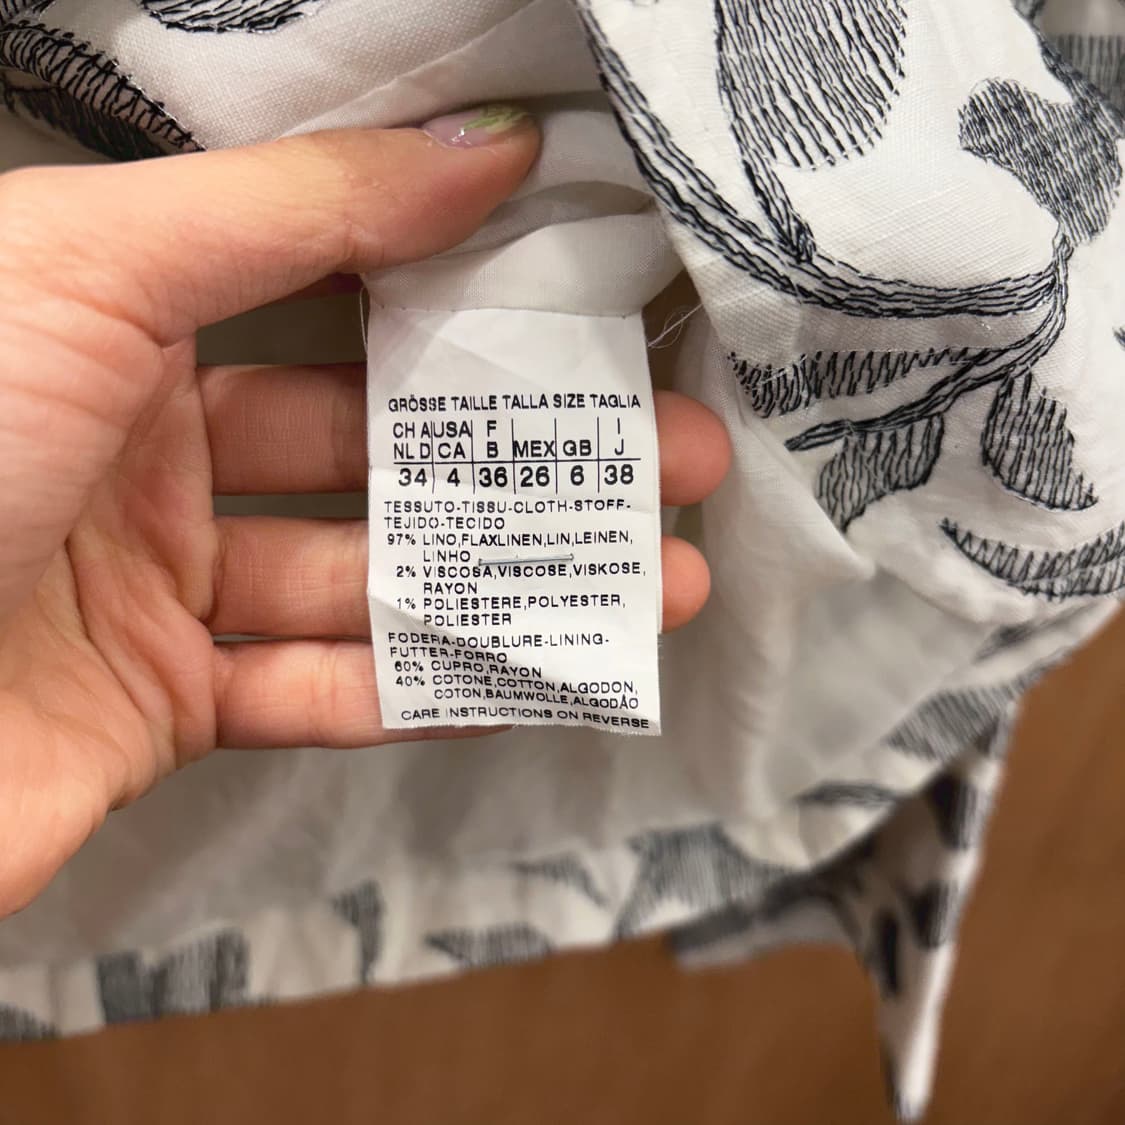 GRÖSSE TAILLE TALLA SIZE TAGLIA
CH A USA F I
NL D CA B MEX GB J
34 4 36 26 6 38
TESSUTO-TISSU-CLOTH-STOFF-
TEJIDO-TECIDO
97% LINO,FLAXLINEN,LIN,LEINEN,
LINHO
2% VISCOSA,VISCOSE,VISKOSE,
RAYON
1% POLIESTERE,POLYESTER,
POLIESTER
FODERA-DOUBLURE-LINING-
FUTTER-FORRO
60% CUPRO,RAYON
40% COTONE,COTTON,ALGODON,
COTON,BAUMWOLLE,ALGODÃO
CARE INSTRUCTIONS ON REVERSE